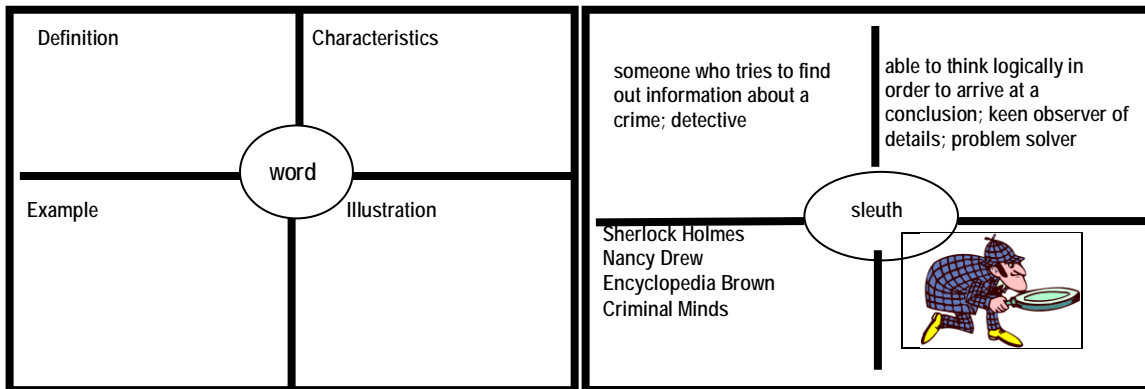 Definition
Characteristics
word
Example
Illustration
someone who tries to find
out information about a
crime; detective
able to think logically in
order to arrive at a
conclusion; keen observer of
details; problem solver
sleuth
Sherlock Holmes
Nancy Drew
Encyclopedia Brown
Criminal Minds